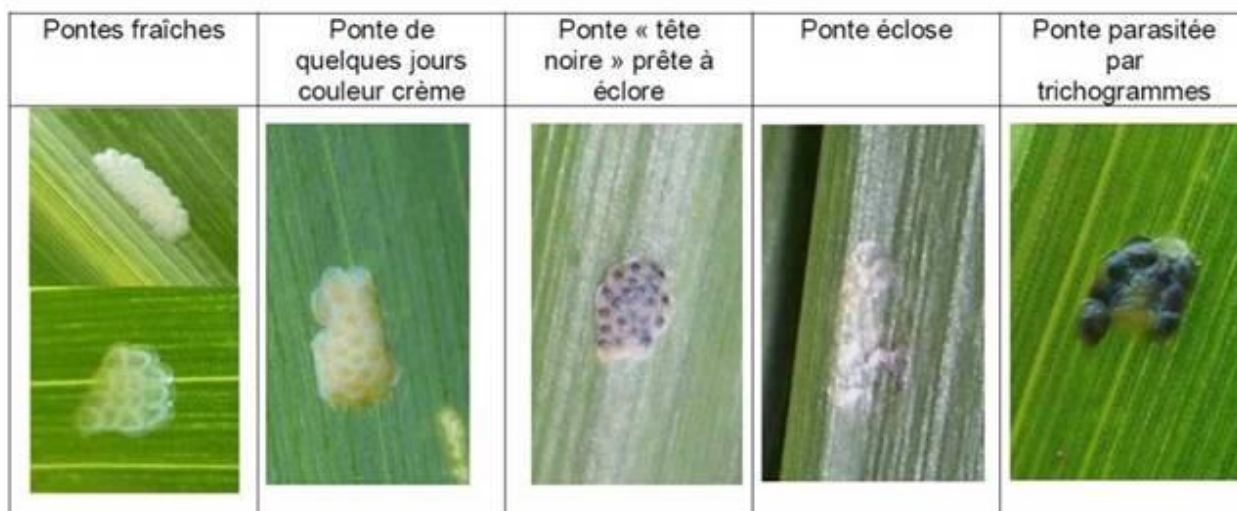 Pontes fraîches
Ponte de
quelques jours
couleur crème
Ponte « tête
noire » prête à
éclore
Ponte éclose
Ponte parasitée
par
trichogrammes